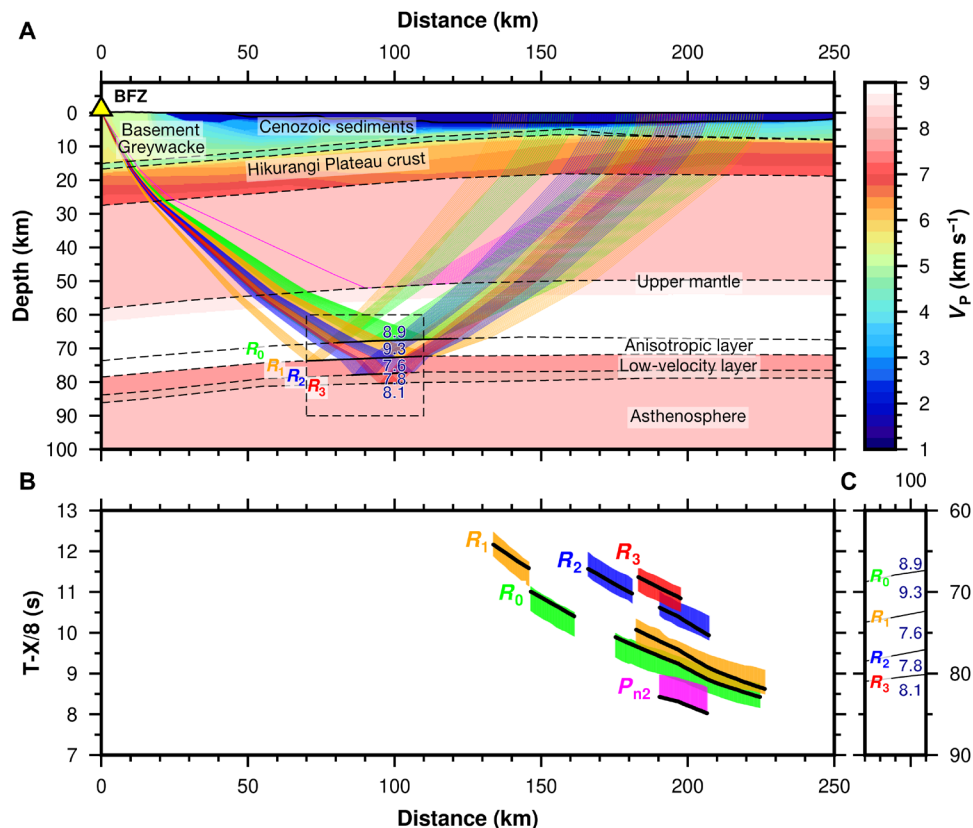 A
Distance (km)
0 50 100 150 200 250
BFZ
Basement
Greywacke
Cenozoic sediments
Hikurangi Plateau crust
Upper mantle
Anisotropic layer
Low-velocity layer
Asthenosphere
R0
R1
R2
R3
8.9
9.3
7.6
7.8
8.1
Depth (km)
0
10
20
30
40
50
60
70
80
90
100
VP (km s−1)
9
8
7
6
5
4
3
2
1
B
T-X/8 (s)
13
12
11
10
9
8
7
R1
R0
R2
R3
Pn2
0 50 100 150 200 250
Distance (km)
C
100
60
70
80
90
8.9
R0
9.3
R1
7.6
R2
7.8
R3
8.1